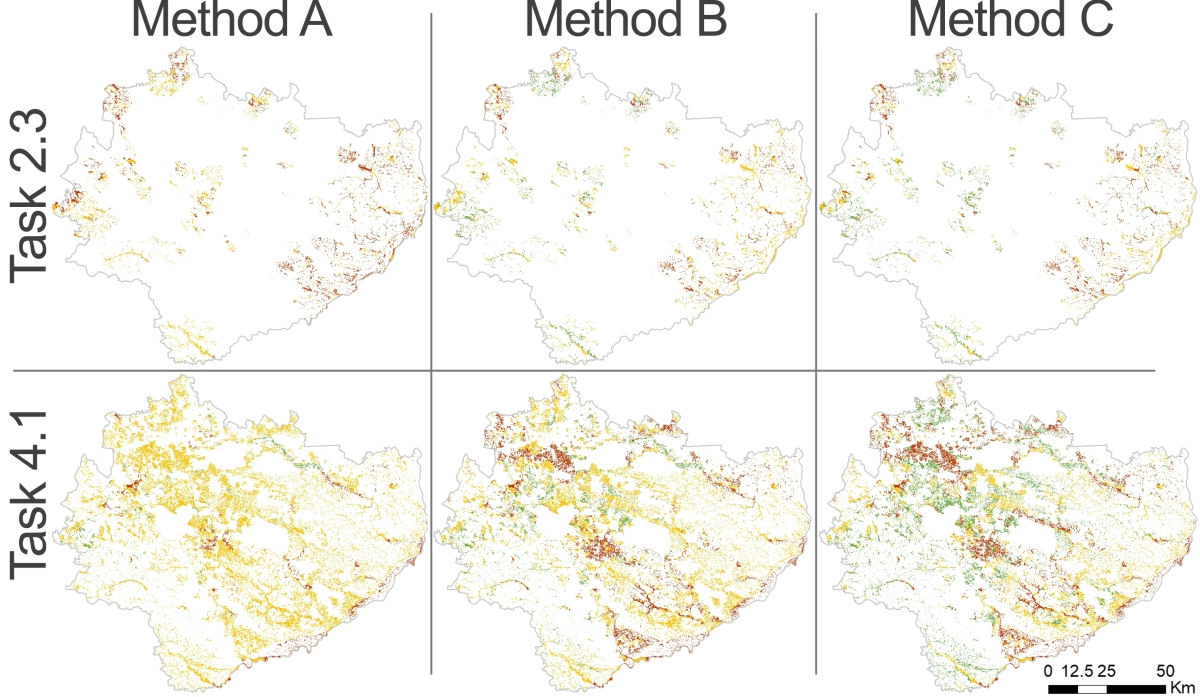 Method A
Method B
Method C
Task 2.3
Task 4.1
0 12.5 25 50
Km